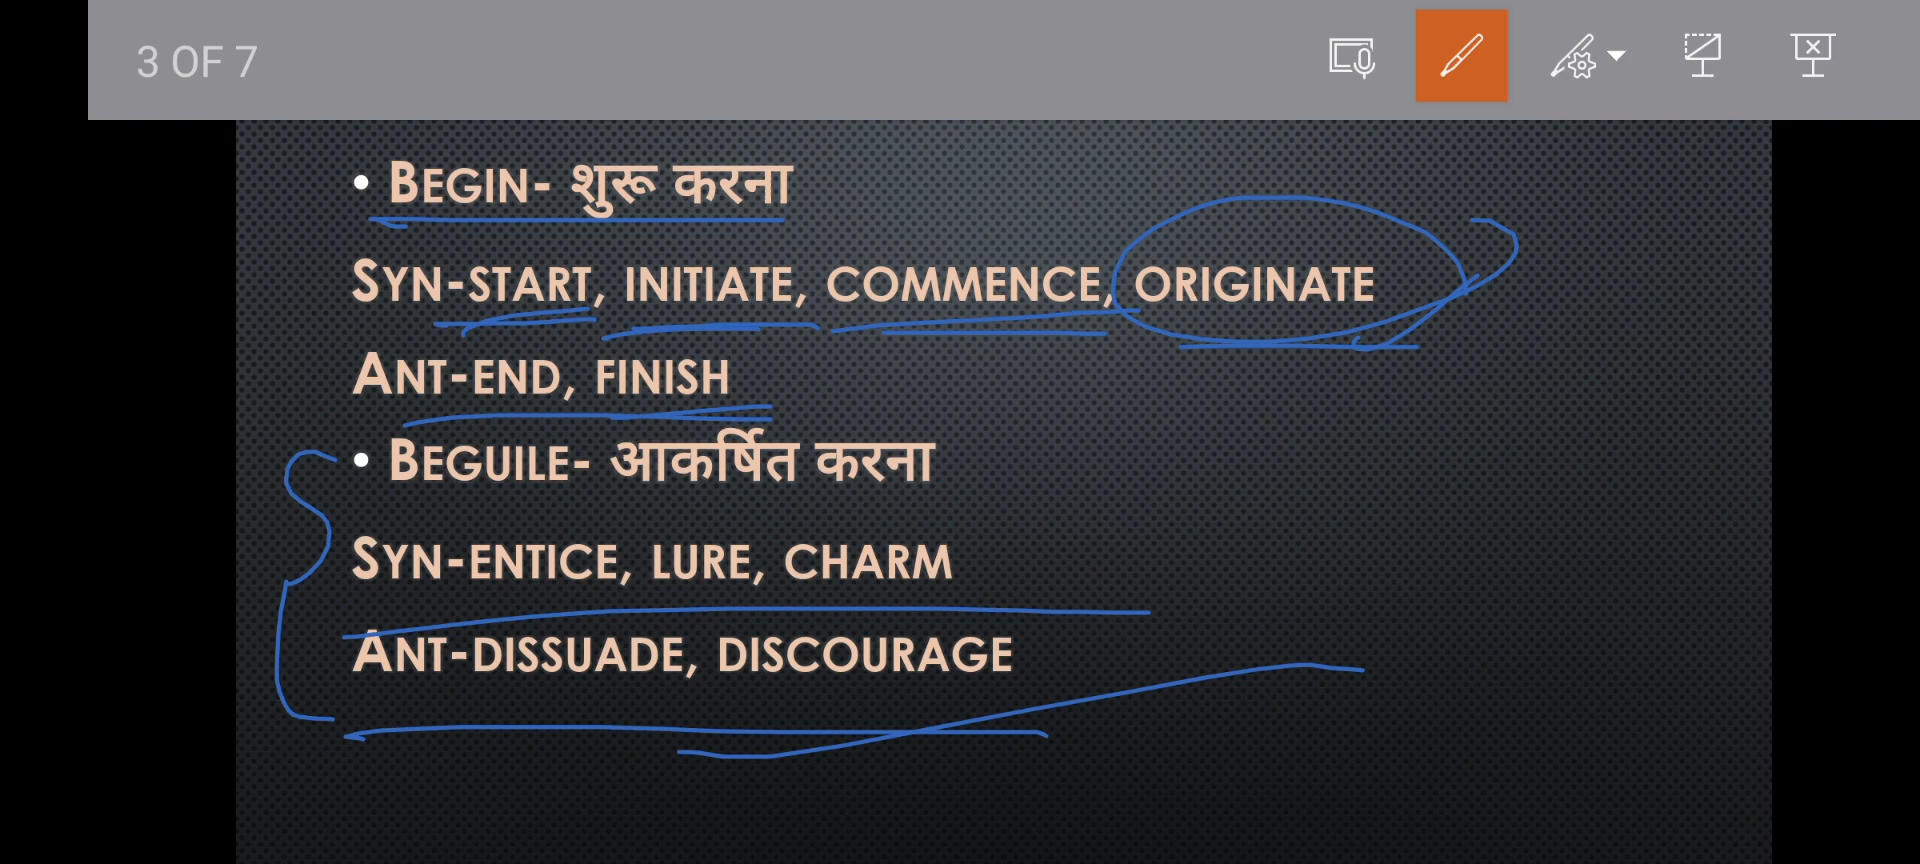 3 OF 7
• BEGIN- शुरू करना
SYN-START, INITIATE, COMMENCE, ORIGINATE
ANT-END, FINISH
• BEGUILE- आकर्षित करना
SYN-ENTICE, LURE, CHARM
ANT-DISSUADE, DISCOURAGE